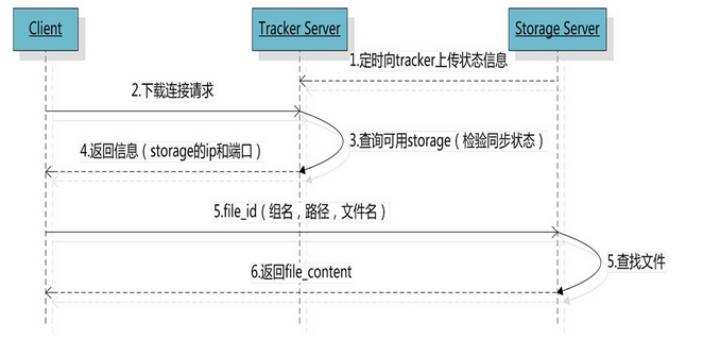 Client
Tracker Server
Storage Server
1.定时向tracker上传状态信息
2.下载连接请求
3.查询可用storage（检验同步状态）
4.返回信息（storage的ip和端口）
5.file_id（组名，路径，文件名）
5.查找文件
6.返回file_content